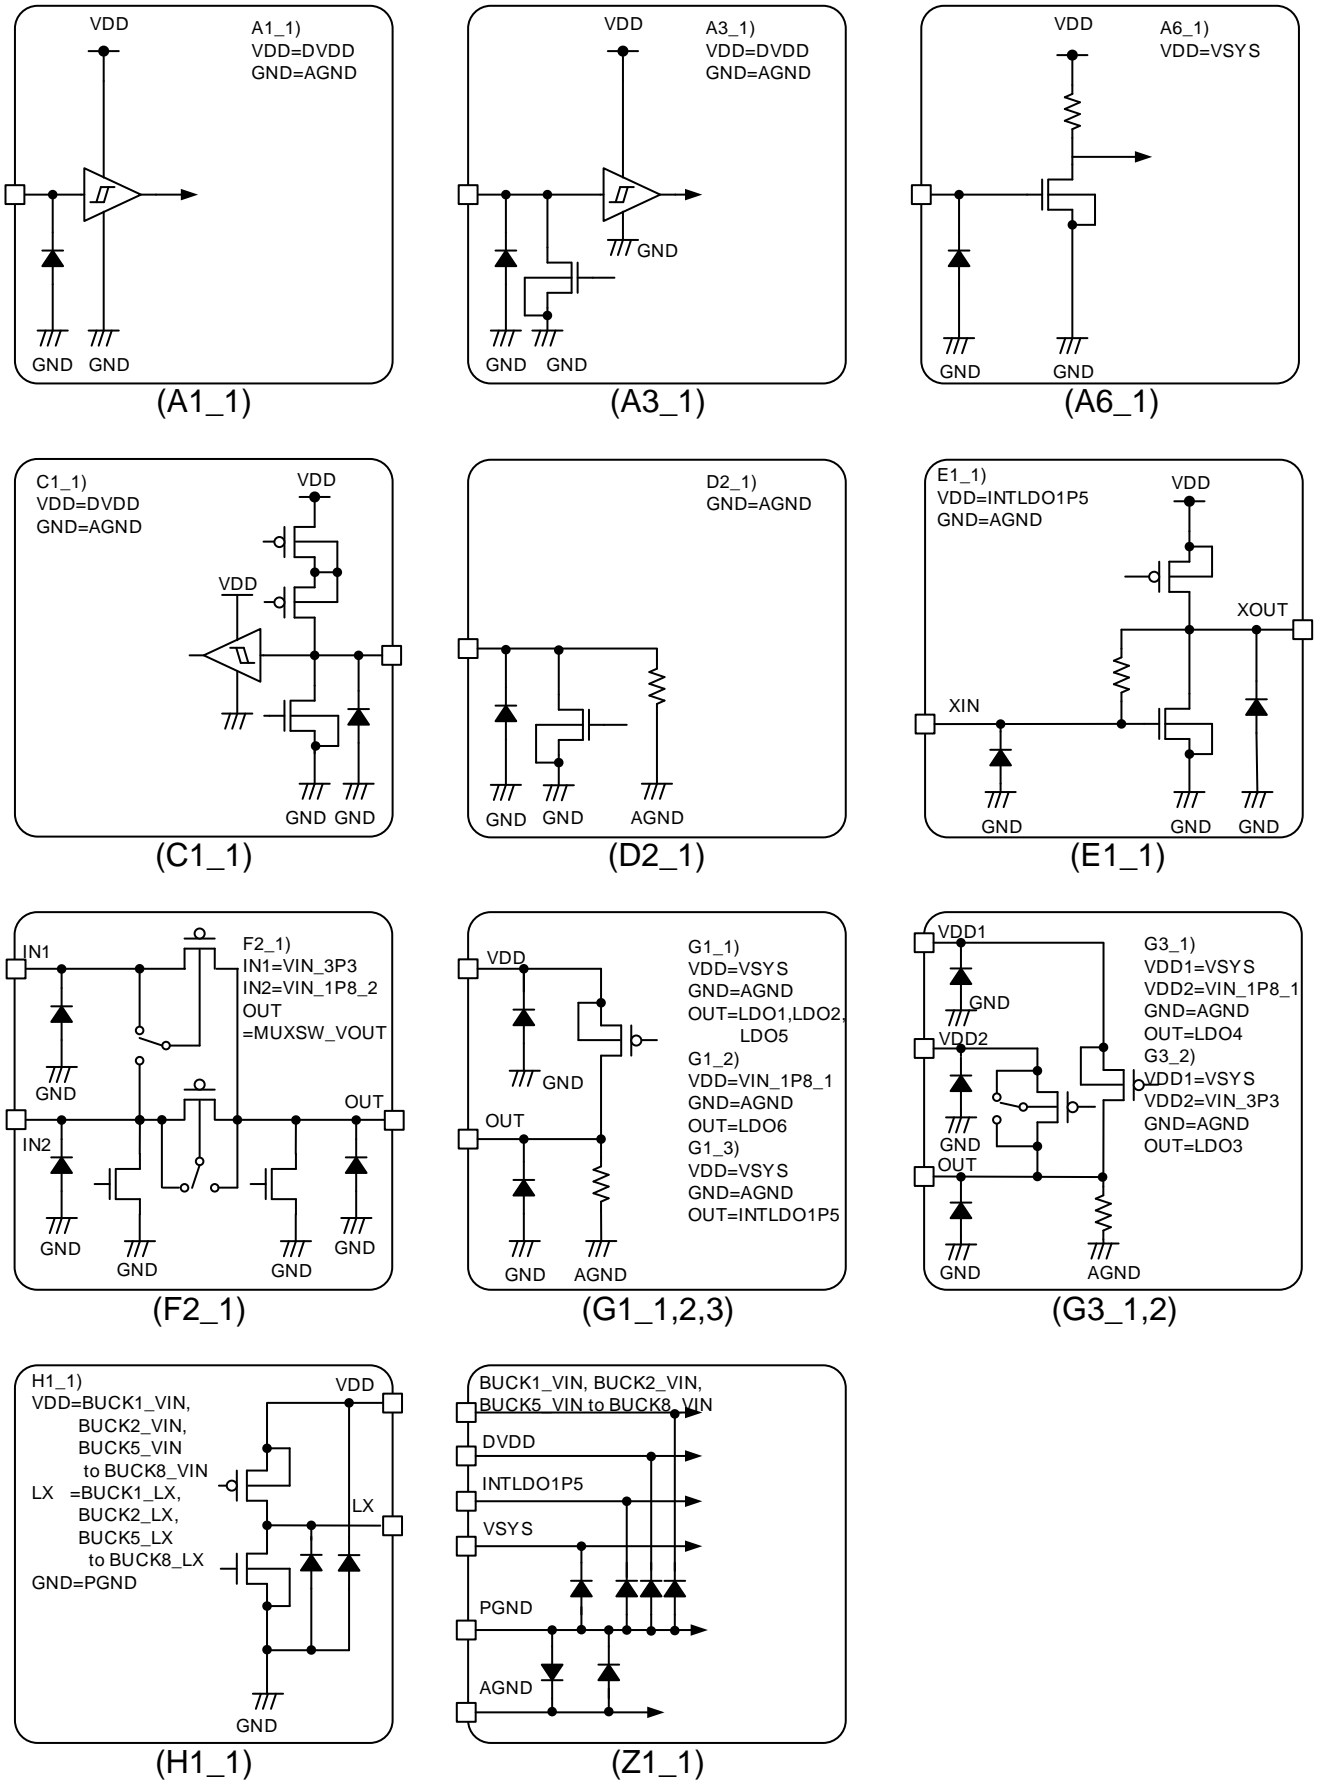 VDD
A1_1)
VDD=DVDD
GND=AGND
GND GND
(A1_1)
VDD
A3_1)
VDD=DVDD
GND=AGND
GND
GND GND
(A3_1)
VDD
A6_1)
VDD=VSYS
GND GND
(A6_1)
C1_1)
VDD=DVDD
GND=AGND
VDD
VDD
GND GND
(C1_1)
D2_1)
GND=AGND
GND GND AGND
(D2_1)
E1_1)
VDD=INTLDO1P5
GND=AGND
VDD
XOUT
XIN
GND GND GND
(E1_1)
IN1
F2_1)
IN1=VIN_3P3
IN2=VIN_1P8_2
OUT
=MUXSW_VOUT
GND
OUT
IN2
GND GND GND GND
(F2_1)
VDD
GND
OUT
GND AGND
G1_1)
VDD=VSYS
GND=AGND
OUT=LDO1,LDO2,
LDO5
G1_2)
VDD=VIN_1P8_1
GND=AGND
OUT=LDO6
G1_3)
VDD=VSYS
GND=AGND
OUT=INTLDO1P5
(G1_1,2,3)
VDD1
GND
VDD2
GND
OUT
GND AGND
G3_1)
VDD1=VSYS
VDD2=VIN_1P8_1
GND=AGND
OUT=LDO4
G3_2)
VDD1=VSYS
VDD2=VIN_3P3
GND=AGND
OUT=LDO3
(G3_1,2)
H1_1)
VDD=BUCK1_VIN,
BUCK2_VIN,
BUCK5_VIN
to BUCK8_VIN
LX =BUCK1_LX,
BUCK2_LX,
BUCK5_LX
to BUCK8_LX
GND=PGND
VDD
LX
GND
(H1_1)
BUCK1_VIN, BUCK2_VIN,
BUCK5_VIN to BUCK8_VIN
DVDD
INTLDO1P5
VSYS
PGND
AGND
(Z1_1)